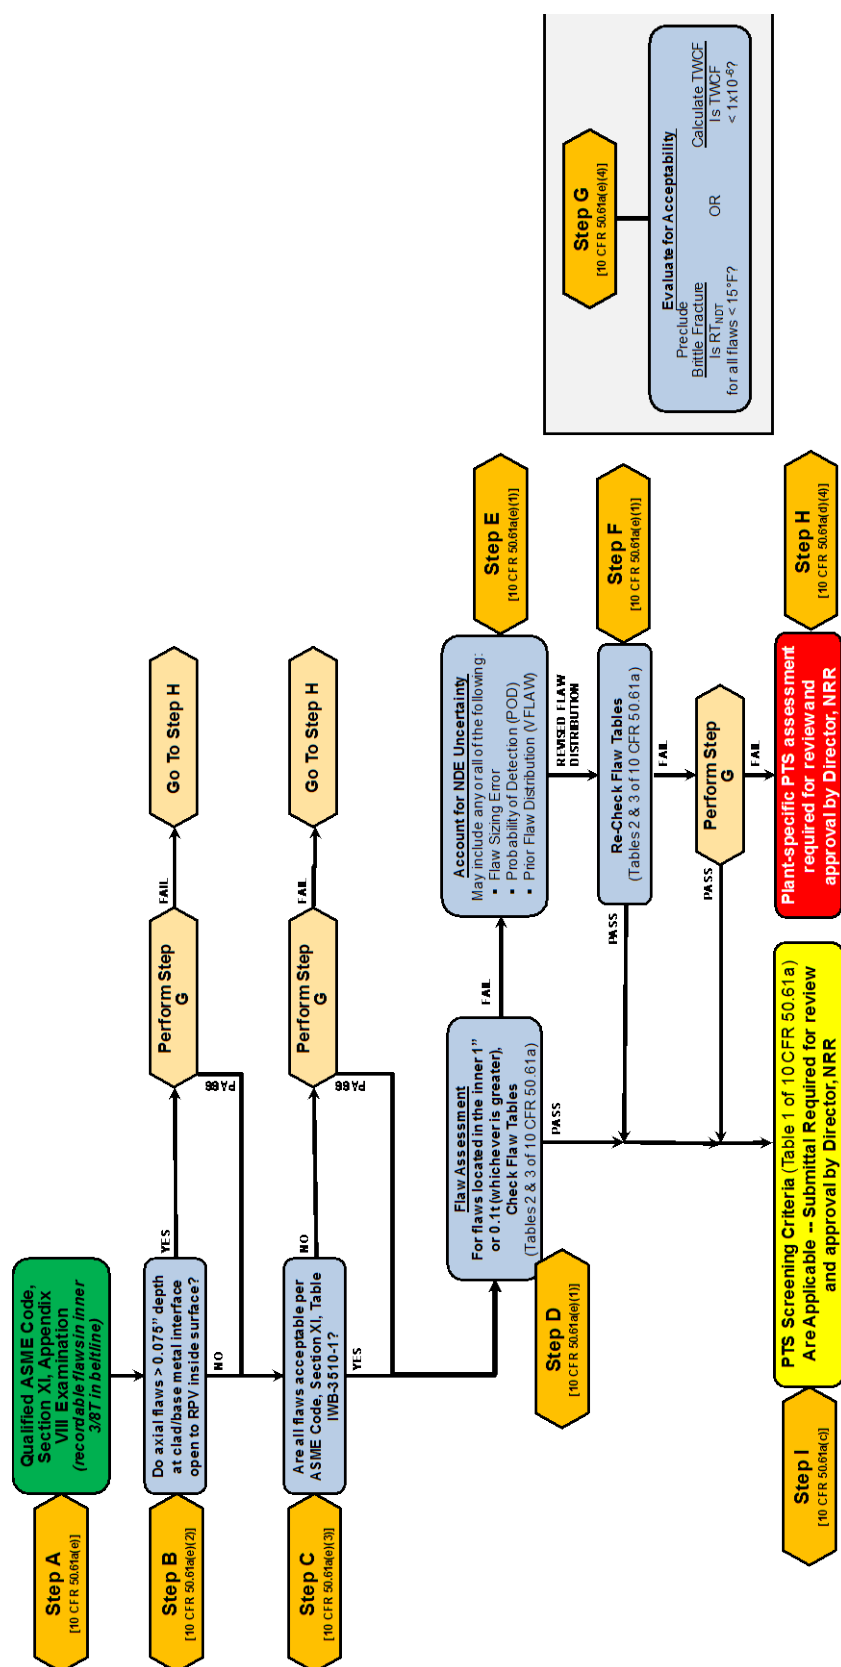 Step A
[10 CFR 50.61a(e)]
Qualified ASME Code,
Section XI, Appendix
VIII Examination
(recordable flaws in inner
3/8T in beltline)
Step B
[10 CFR 50.61a(e)(2)]
Do axial flaws > 0.075” depth
at clad/base metal interface
open to RPV inside surface?
YES
NO
Perform Step
G
FAIL
PASS
Go To Step H
Step C
[10 CFR 50.61a(e)(3)]
Are all flaws acceptable per
ASME Code, Section XI, Table
IWB-3510-1?
NO
YES
Perform Step
G
FAIL
PASS
Go To Step H
Step D
[10 CFR 50.61a(e)(1)]
Flaw Assessment
For flaws located in the inner 1”
or 0.1t (whichever is greater),
Check Flaw Tables
(Tables 2 & 3 of 10 CFR 50.61a)
FAIL
PASS
Account for NDE Uncertainty
May include any or all of the following:
▪ Flaw Sizing Error
▪ Probability of Detection (POD)
▪ Prior Flaw Distribution (VFLAW)
Step E
[10 CFR 50.61a(e)(1)]
REVISED FLAW
DISTRIBUTION
Re-Check Flaw Tables
(Tables 2 & 3 of 10 CFR 50.61a)
Step F
[10 CFR 50.61a(e)(1)]
PASS
FAIL
Perform Step
G
PASS
FAIL
Step I
[10 CFR 50.61a(c)]
PTS Screening Criteria (Table 1 of 10 CFR 50.61a)
Are Applicable -- Submittal Required for review
and approval by Director, NRR
Plant-specific PTS assessment
required for review and
approval by Director, NRR
Step H
[10 CFR 50.61a(d)(4)]
Step G
[10 CFR 50.61a(e)(4)]
Evaluate for Acceptability
Preclude
Brittle Fracture
Is RTNDT
for all flaws < 15°F?
OR
Calculate TWCF
Is TWCF
< 1x10⁻⁶?